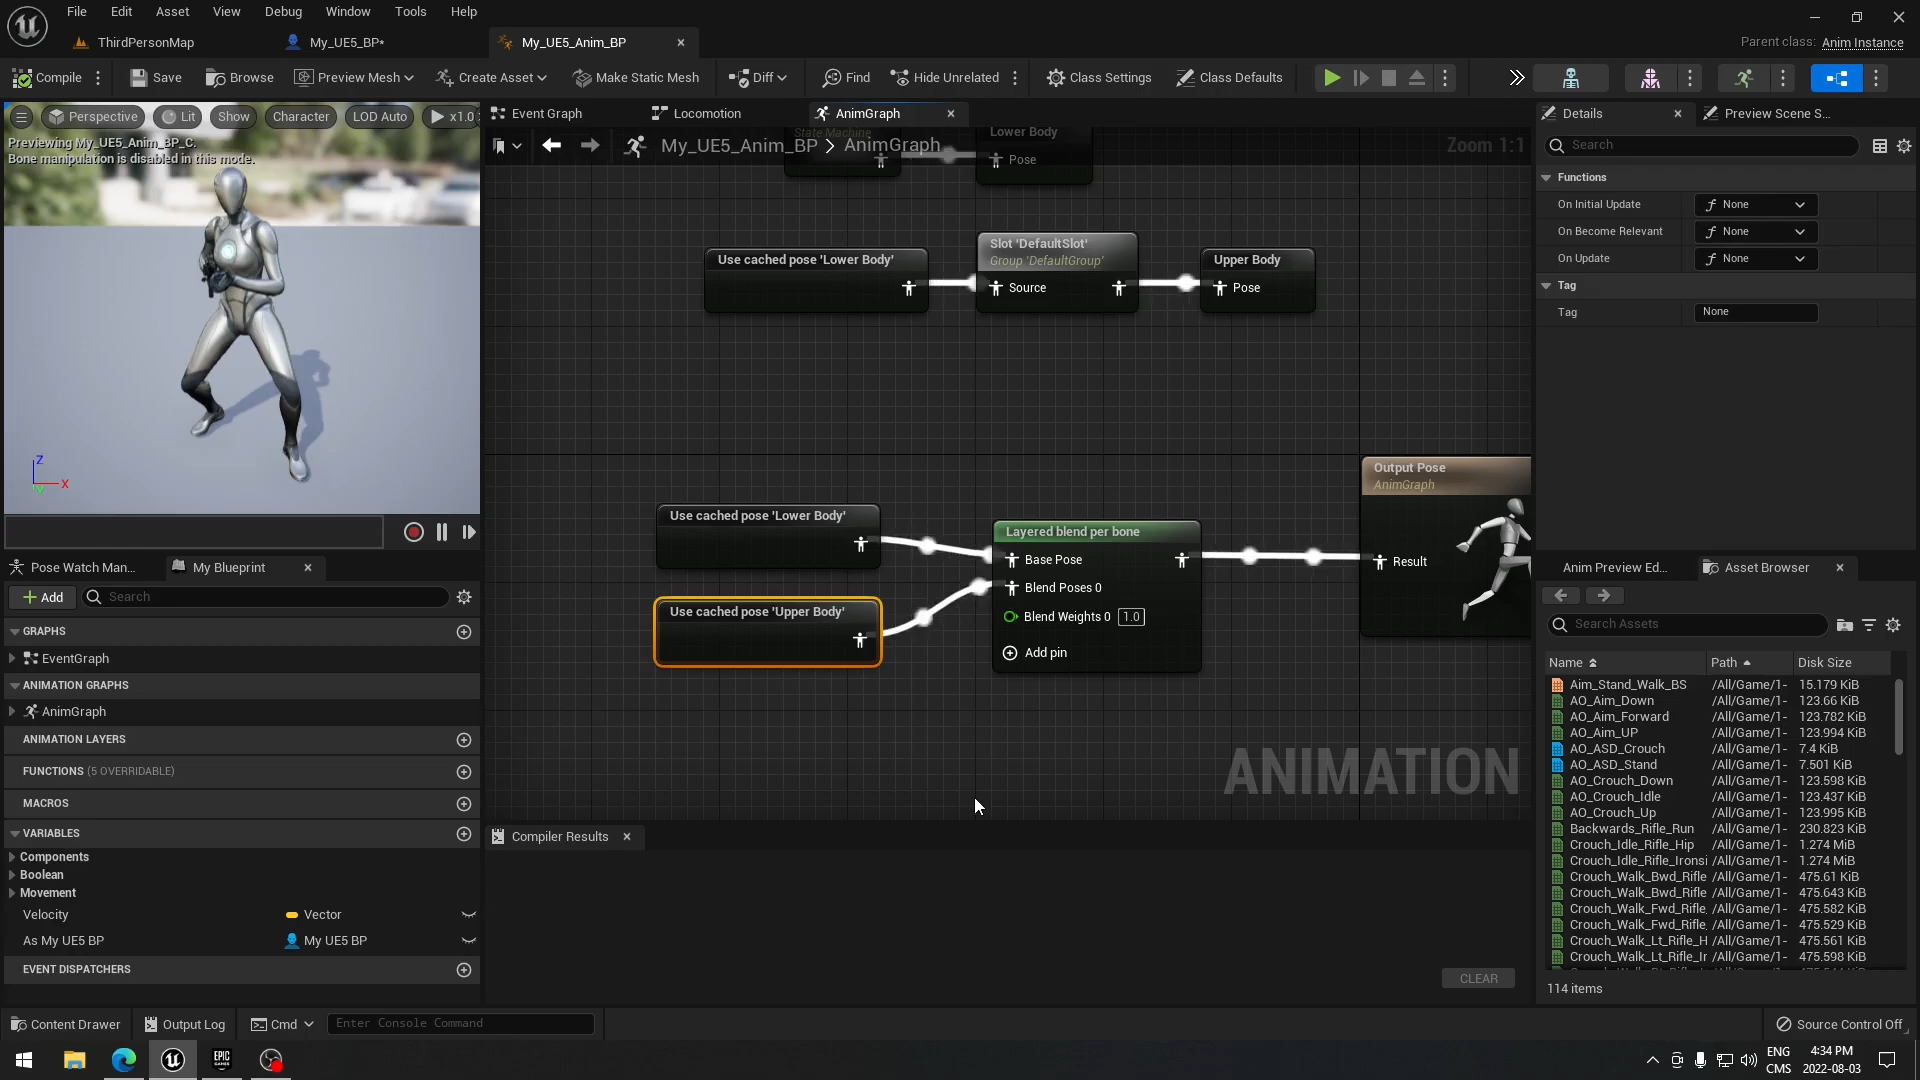 File Edit Asset View Debug Window Tools Help
ThirdPersonMap
My_UE5_BP*
My_UE5_Anim_BP
Parent class: Anim Instance
Compile
Save
Browse
Preview Mesh
Create Asset
Make Static Mesh
Diff
Find
Hide Unrelated
Class Settings
Class Defaults
Perspective
Lit
Show
Character
LOD Auto
x1.0
Previewing My_UE5_Anim_BP_C.
Bone manipulation is disabled in this mode.
Z
X
Y
Event Graph
Locomotion
AnimGraph
My_UE5_Anim_BP > AnimGraph
Zoom 1:1
State Machine
Lower Body
Pose
Use cached pose 'Lower Body'
Slot 'DefaultSlot'
Group 'DefaultGroup'
Source
Upper Body
Pose
Use cached pose 'Lower Body'
Use cached pose 'Upper Body'
Layered blend per bone
Base Pose
Blend Poses 0
Blend Weights 0 1.0
Add pin
Output Pose
AnimGraph
Result
ANIMATION
Compiler Results
CLEAR
Pose Watch Man...
My Blueprint
Add
Search
GRAPHS
EventGraph
ANIMATION GRAPHS
AnimGraph
ANIMATION LAYERS
FUNCTIONS (5 OVERRIDABLE)
MACROS
VARIABLES
Components
Boolean
Movement
Velocity Vector
As My UE5 BP My UE5 BP
EVENT DISPATCHERS
Details
Preview Scene S...
Search
Functions
On Initial Update None
On Become Relevant None
On Update None
Tag
Tag None
Anim Preview Ed...
Asset Browser
Search Assets
Name Path Disk Size
Aim_Stand_Walk_BS /All/Game/1- 15.179 KiB
AO_Aim_Down /All/Game/1- 123.66 KiB
AO_Aim_Forward /All/Game/1- 123.782 KiB
AO_Aim_UP /All/Game/1- 123.994 KiB
AO_ASD_Crouch /All/Game/1- 7.4 KiB
AO_ASD_Stand /All/Game/1- 7.501 KiB
AO_Crouch_Down /All/Game/1- 123.598 KiB
AO_Crouch_Idle /All/Game/1- 123.437 KiB
AO_Crouch_Up /All/Game/1- 123.995 KiB
Backwards_Rifle_Run /All/Game/1- 230.823 KiB
Crouch_Idle_Rifle_Hip /All/Game/1- 1.274 MiB
Crouch_Idle_Rifle_Ironsi /All/Game/1- 1.274 MiB
Crouch_Walk_Bwd_Rifle /All/Game/1- 475.61 KiB
Crouch_Walk_Bwd_Rifle /All/Game/1- 475.643 KiB
Crouch_Walk_Fwd_Rifle_ /All/Game/1- 475.582 KiB
Crouch_Walk_Fwd_Rifle_ /All/Game/1- 475.529 KiB
Crouch_Walk_Lt_Rifle_H /All/Game/1- 475.561 KiB
Crouch_Walk_Lt_Rifle_Ir /All/Game/1- 475.598 KiB
114 items
Content Drawer
Output Log
Cmd
Enter Console Command
Source Control Off
EPIC GAMES
ENG
CMS
4:34 PM
2022-08-03